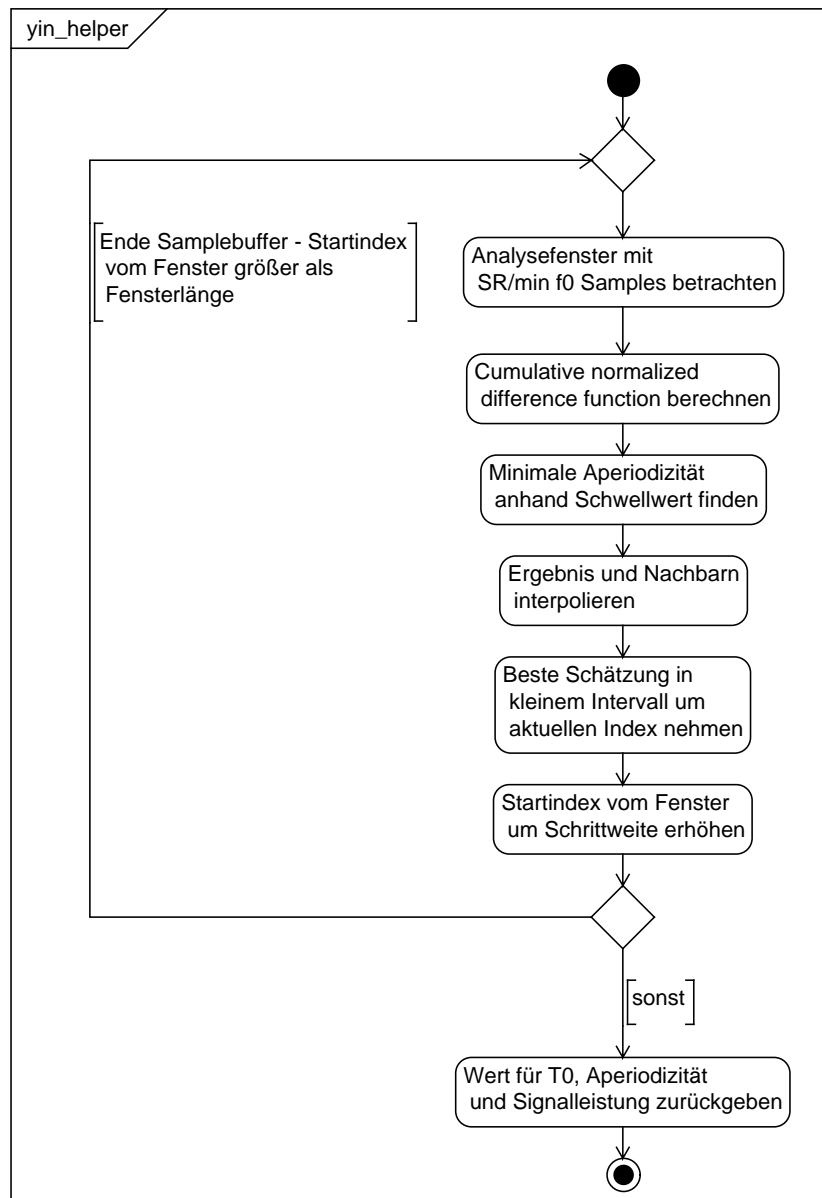 yin_helper
Ende Samplebuffer - Startindex
vom Fenster größer als
Fensterlänge
Analysefenster mit
SR/min f0 Samples betrachten
Cumulative normalized
difference function berechnen
Minimale Aperiodizität
anhand Schwellwert finden
Ergebnis und Nachbarn
interpolieren
Beste Schätzung in
kleinem Intervall um
aktuellen Index nehmen
Startindex vom Fenster
um Schrittweite erhöhen
sonst
Wert für T0, Aperiodizität
und Signalleistung zurückgeben